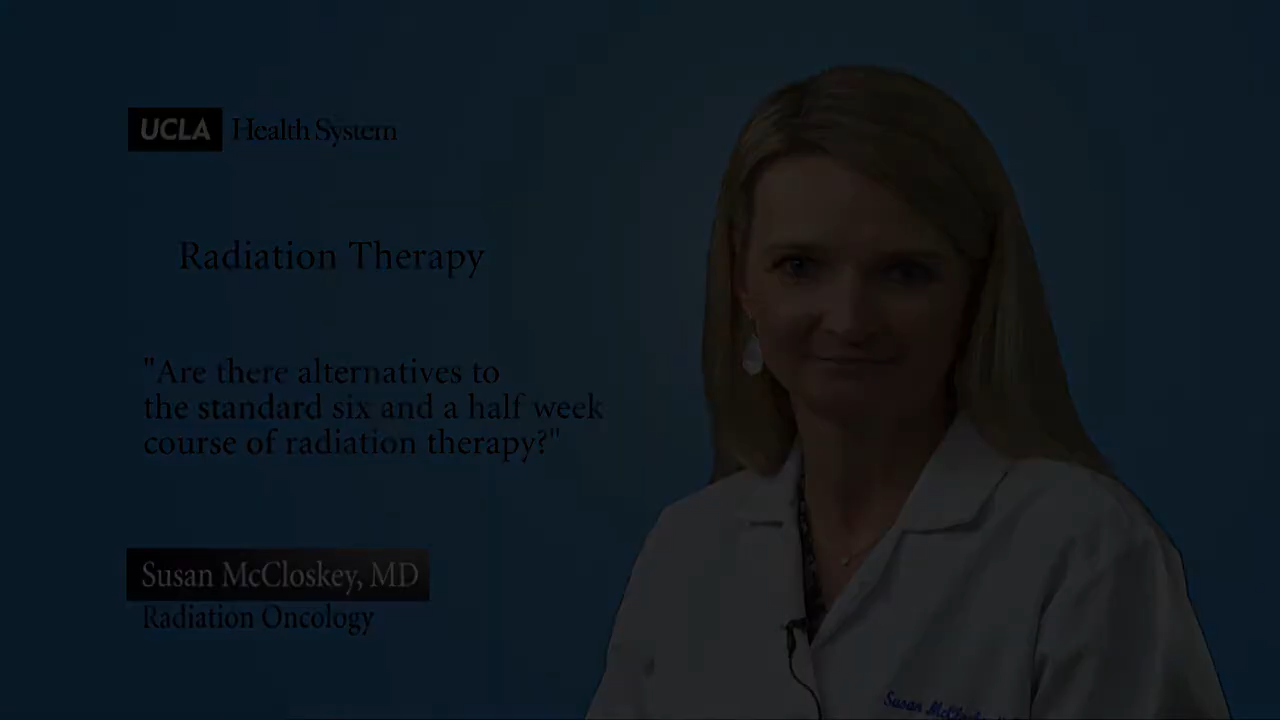 UCLA Health System
Radiation Therapy
"Are there alternatives to
the standard six and a half week
course of radiation therapy?"
Susan McCloskey, MD
Radiation Oncology
Susan